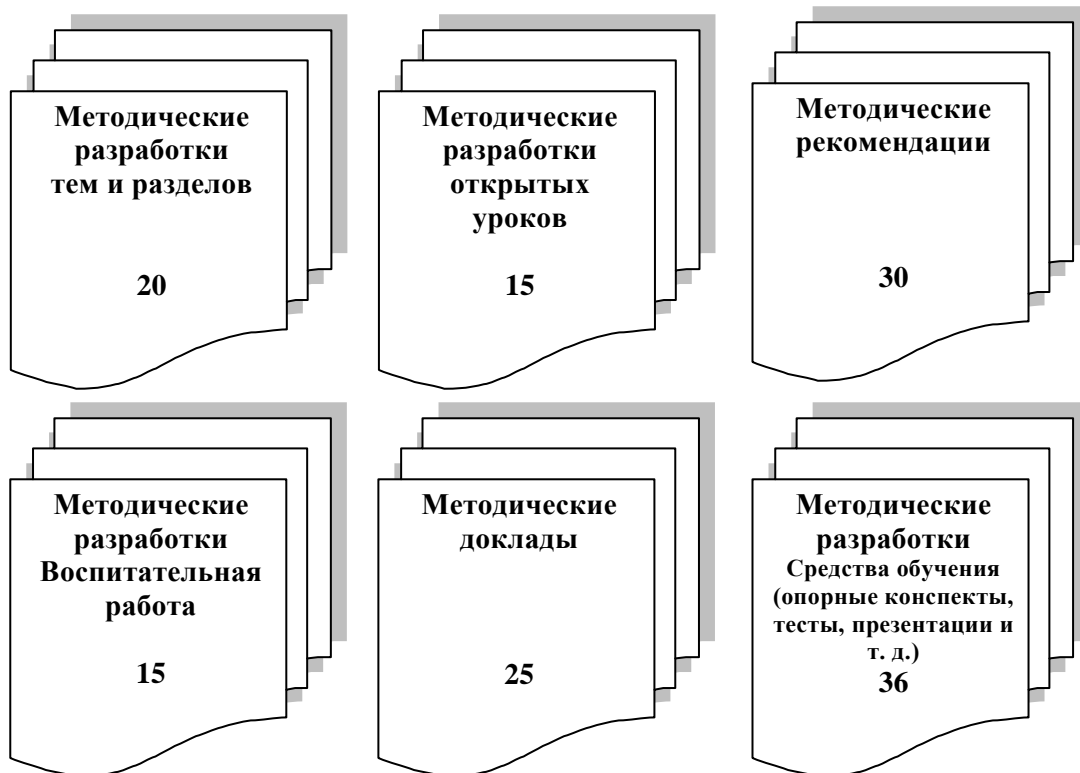 Методические
разработки
тем и разделов
20
Методические
разработки
открытых
уроков
15
Методические
рекомендации
30
Методические
разработки
Воспитательная
работа
15
Методические
доклады
25
Методические
разработки
Средства обучения
(опорные конспекты,
тесты, презентации и
т. д.)
36